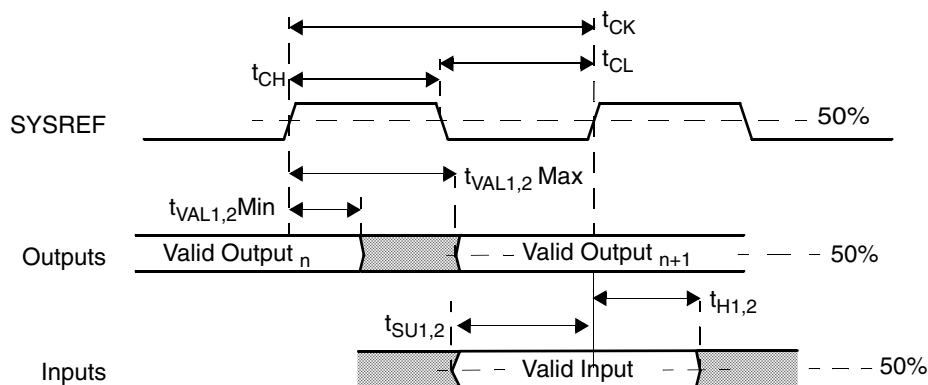 tCK
tCL
tCH
SYSREF
50%
tVAL1,2 Max
tVAL1,2Min
Outputs
Valid Output n
Valid Output n+1
50%
tSU1,2
tH1,2
Inputs
Valid Input
50%